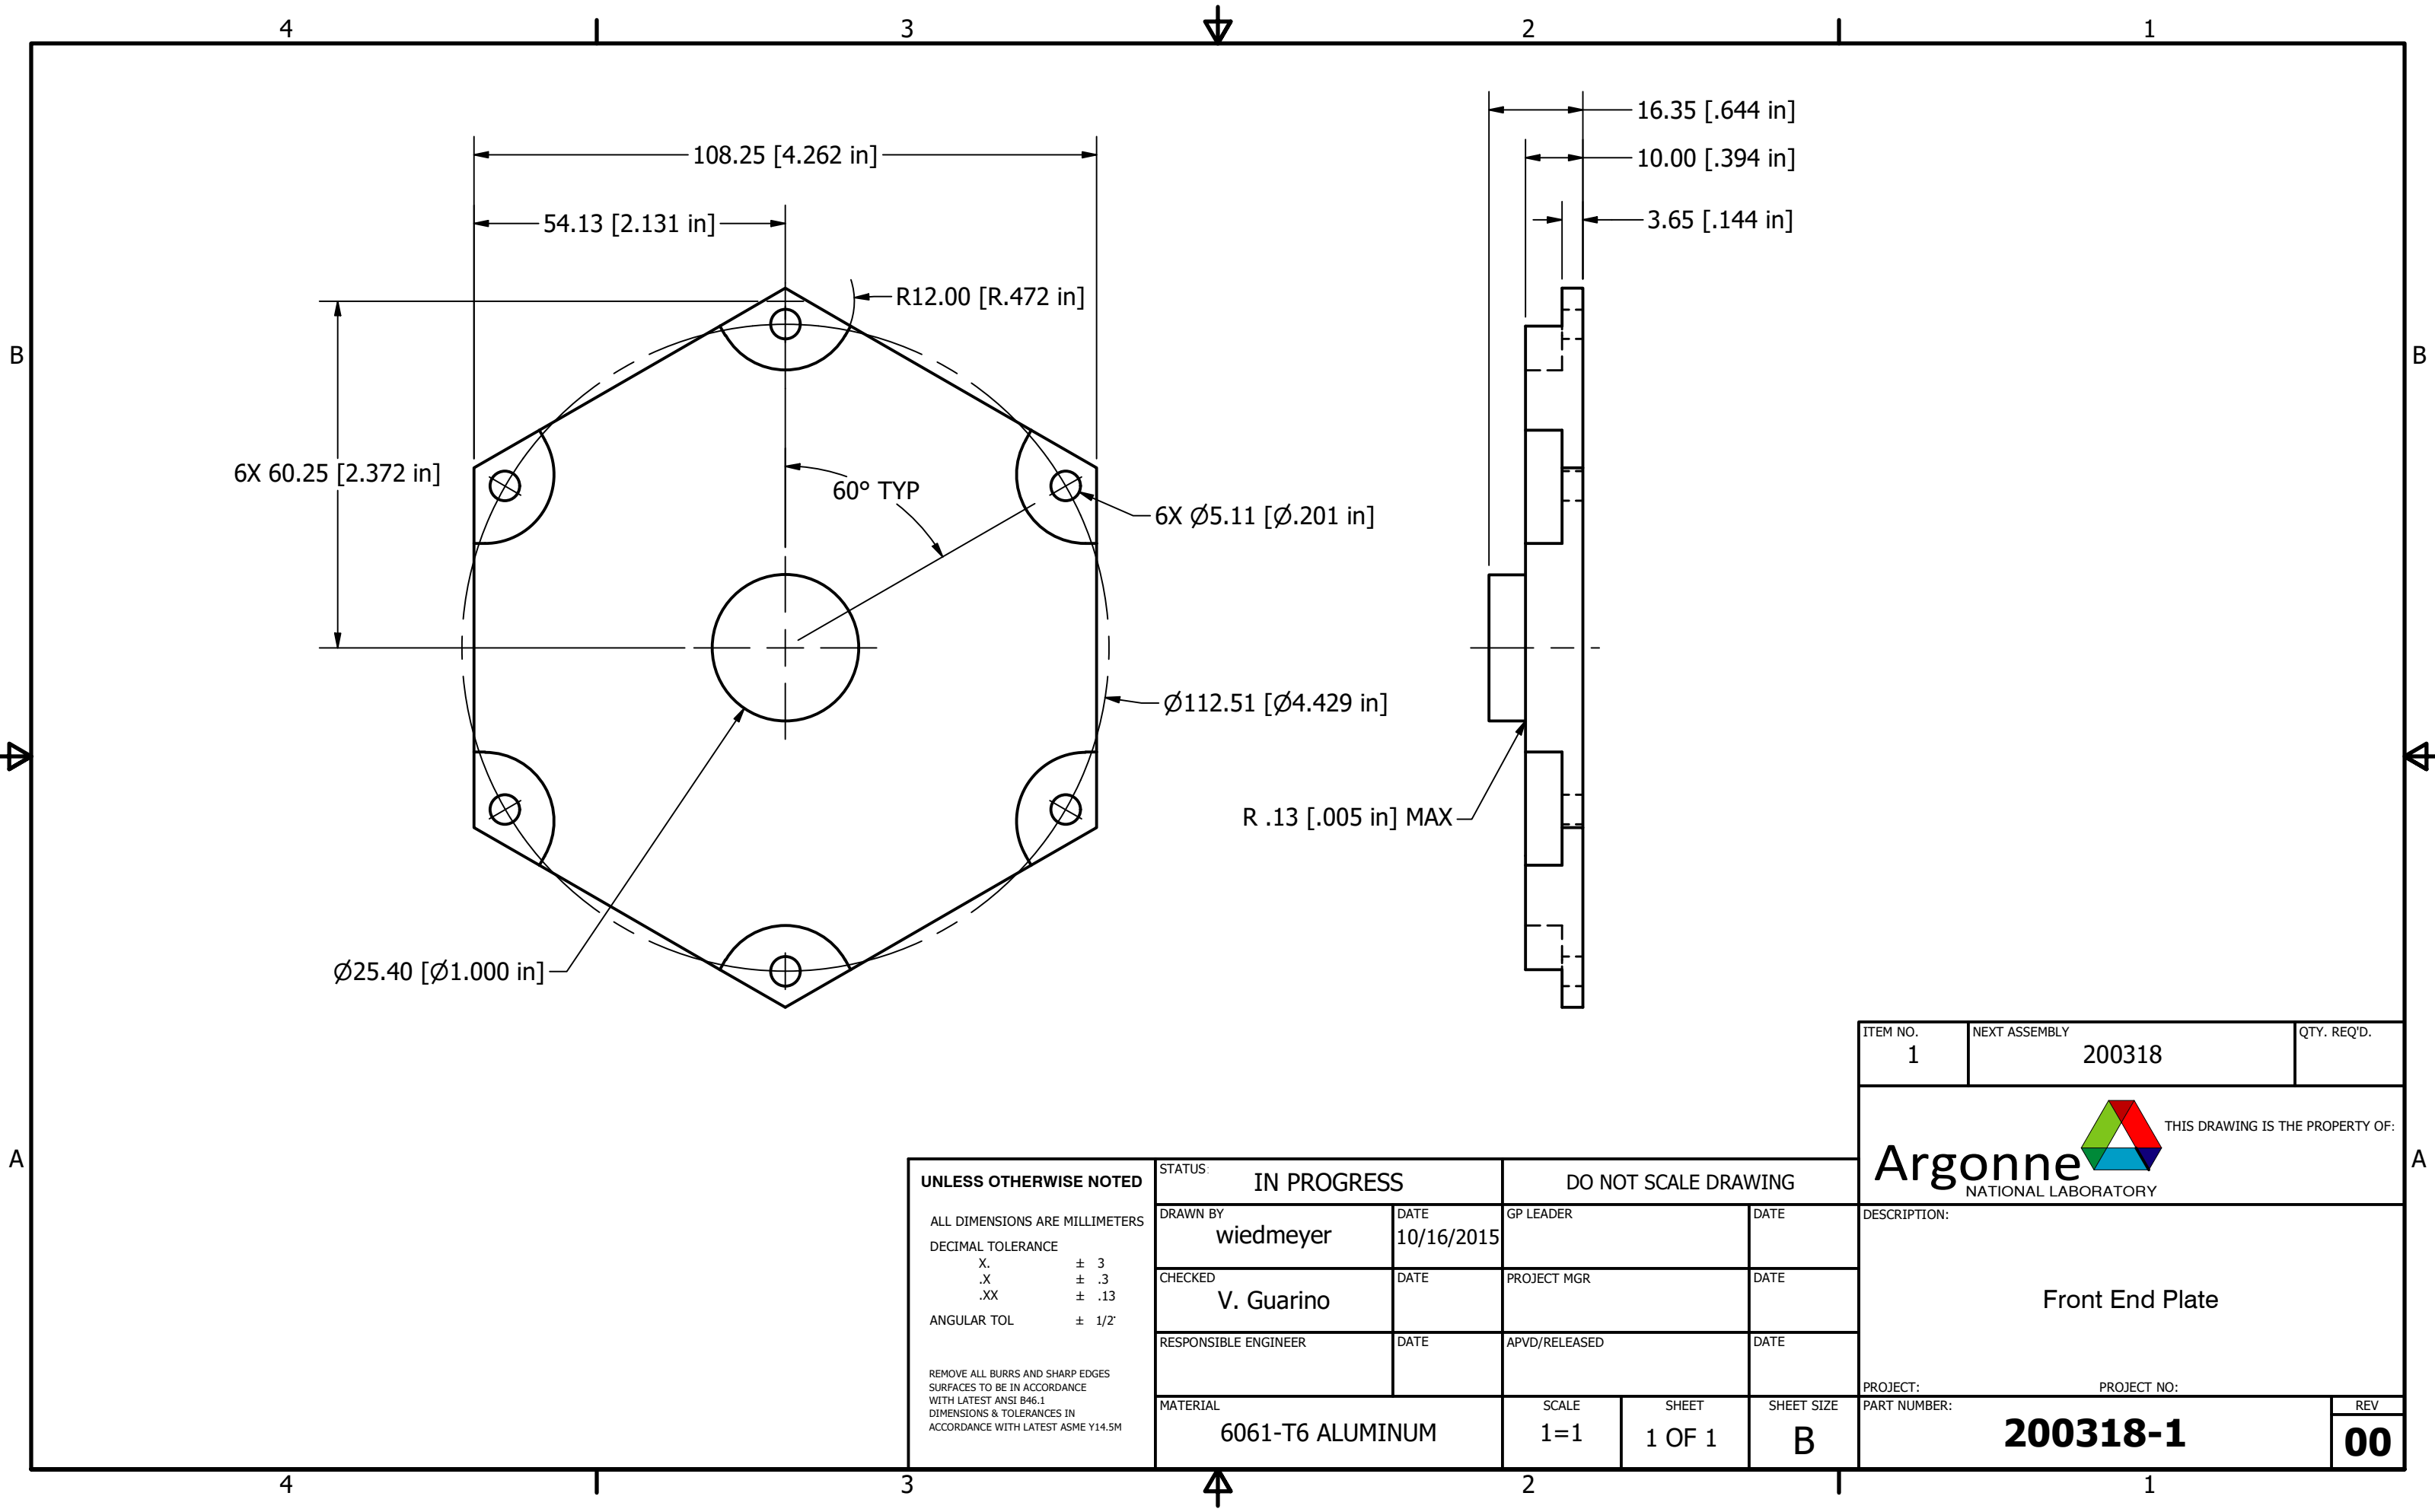 4 3 2 1
16.35 [.644 in]
108.25 [4.262 in]
10.00 [.394 in]
54.13 [2.131 in]
3.65 [.144 in]
R12.00 [R.472 in]
B B
6X 60.25 [2.372 in]
60° TYP
6X Ø5.11 [Ø.201 in]
Ø112.51 [Ø4.429 in]
R .13 [.005 in] MAX
Ø25.40 [Ø1.000 in]
ITEM NO.
1
NEXT ASSEMBLY
200318
QTY. REQ'D.
A A
Argonne
NATIONAL LABORATORY
THIS DRAWING IS THE PROPERTY OF:
UNLESS OTHERWISE NOTED
ALL DIMENSIONS ARE MILLIMETERS
DECIMAL TOLERANCE
X. ± 3
.X ± .3
.XX ± .13
ANGULAR TOL ± 1/2°
REMOVE ALL BURRS AND SHARP EDGES
SURFACES TO BE IN ACCORDANCE
WITH LATEST ANSI B46.1
DIMENSIONS & TOLERANCES IN
ACCORDANCE WITH LATEST ASME Y14.5M
STATUS:
IN PROGRESS
DO NOT SCALE DRAWING
DRAWN BY
wiedmeyer
DATE
10/16/2015
GP LEADER
DATE
CHECKED
V. Guarino
DATE
PROJECT MGR
DATE
RESPONSIBLE ENGINEER
DATE
APVD/RELEASED
DATE
MATERIAL
6061-T6 ALUMINUM
SCALE
1=1
SHEET
1 OF 1
SHEET SIZE
B
DESCRIPTION:
Front End Plate
PROJECT: PROJECT NO:
PART NUMBER:
200318-1
REV
00
4 3 2 1